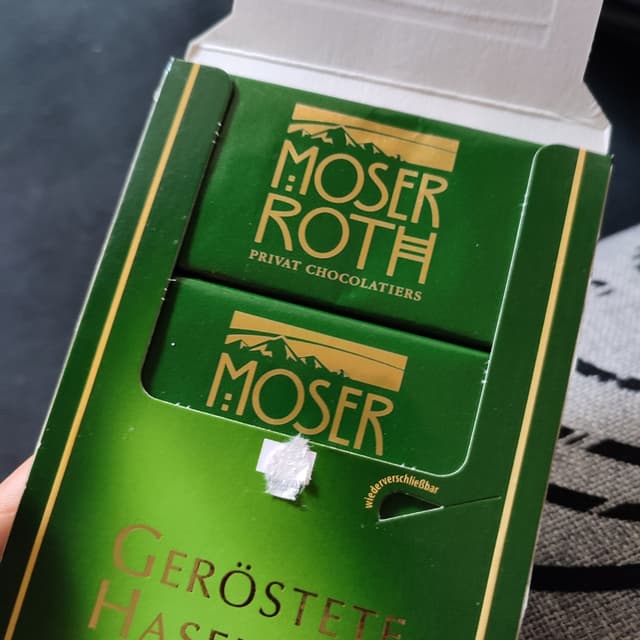 MOSER
ROTH
PRIVAT CHOCOLATIERS
MOSER
wiederverschließbar
GERÖSTETE